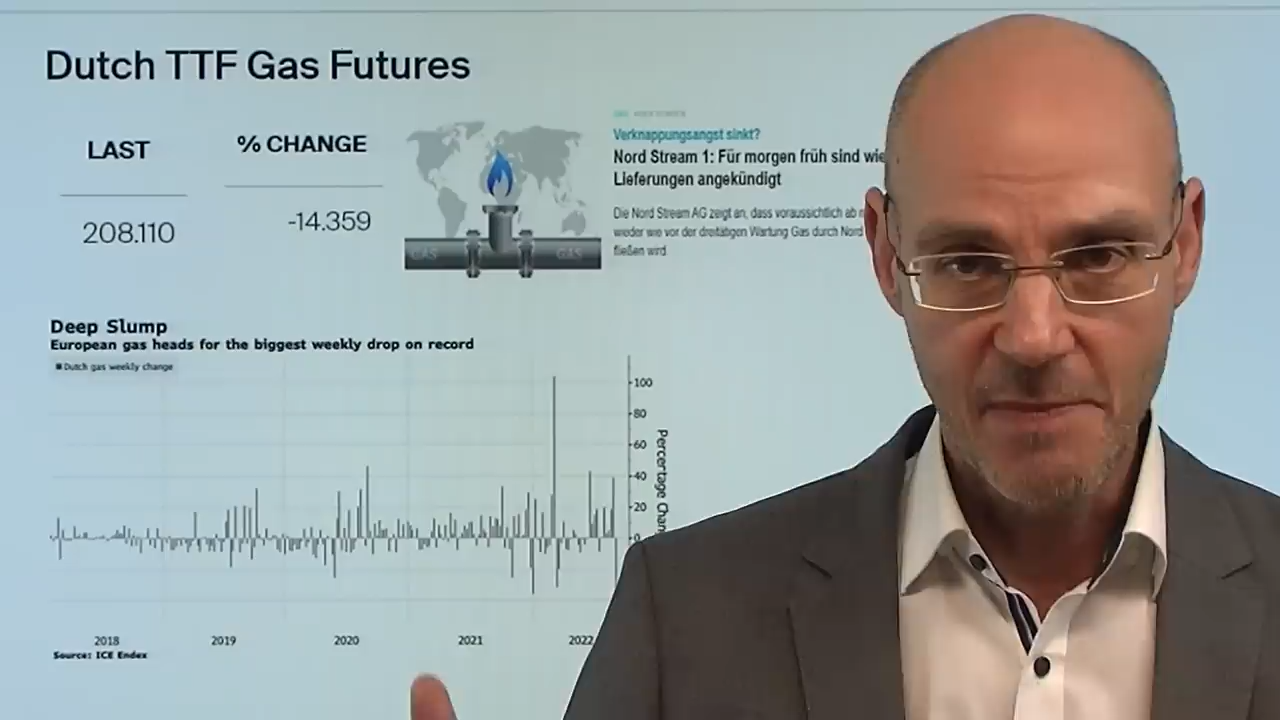 Dutch TTF Gas Futures
LAST
% CHANGE
208.110
-14.359
GAS
GAS
Verknappungsangst sinkt?
Nord Stream 1: Für morgen früh sind wie
Lieferungen angekündigt
Die Nord Stream AG zeigt an, dass voraussichtlich ab
weder wie vor der dreitätigen Wartung Gas durch Nord
fließen wird.
Deep Slump
European gas heads for the biggest weekly drop on record
Dutch gas weekly change
100
80
60
40
20
0
Percentage Chan
2018
2019
2020
2021
2022
Source: ICE Endex